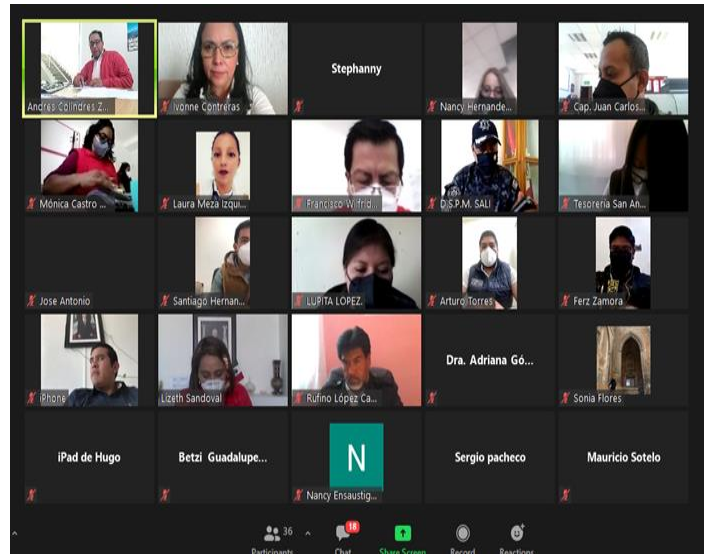 Andres Colindres Z...
Ivonne Contreras
Stephanny
Nancy Hernande...
Cap. Juan Carlos...
Mónica Castro ...
Laura Meza Izqui...
Francisco Wilfrid...
D.S.P.M. SALI
Tesorería San An...
Jose Antonio
Santiago Hernan...
LUPITA LOPEZ.
Arturo Torres
Ferz Zamora
iPhone
Lizeth Sandoval
Rufino López Ca...
Dra. Adriana Gó...
Sonia Flores
iPad de Hugo
Betzi Guadalupe...
N
Nancy Ensaustig...
Sergio pacheco
Mauricio Sotelo
36
18
Participants
Chat
Share Screen
Record
Reactions